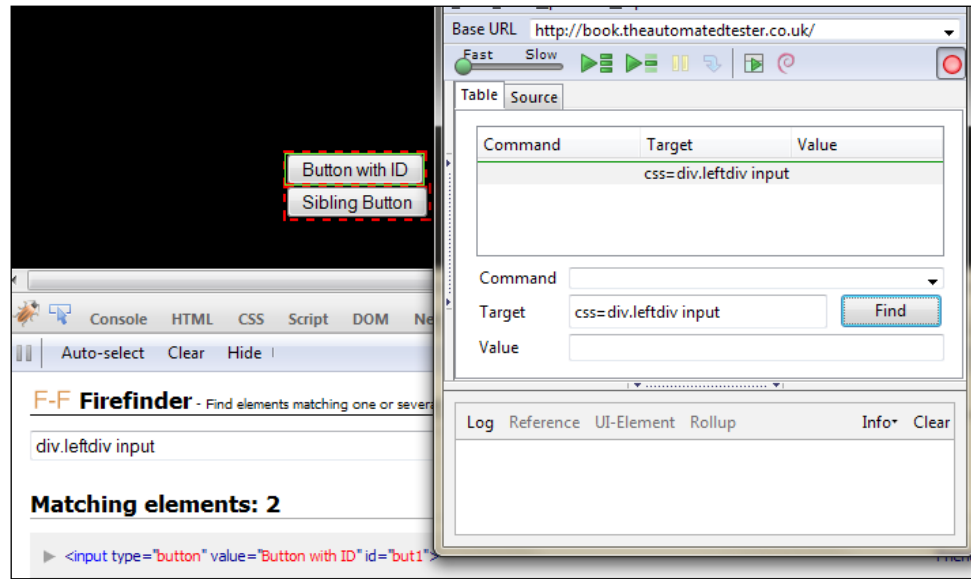 Base URL http://book.theautomatedtester.co.uk/
Fast Slow
Table Source
Command Target Value
css=div.leftdiv input
Command
Target css=div.leftdiv input Find
Value
Log Reference UI-Element Rollup Info Clear
Button with ID
Sibling Button
Console HTML CSS Script DOM Ne
Auto-select Clear Hide
F-F Firefinder - Find elements matching one or severa
div.leftdiv input
Matching elements: 2
<input type="button" value="Button with ID" id="but1">